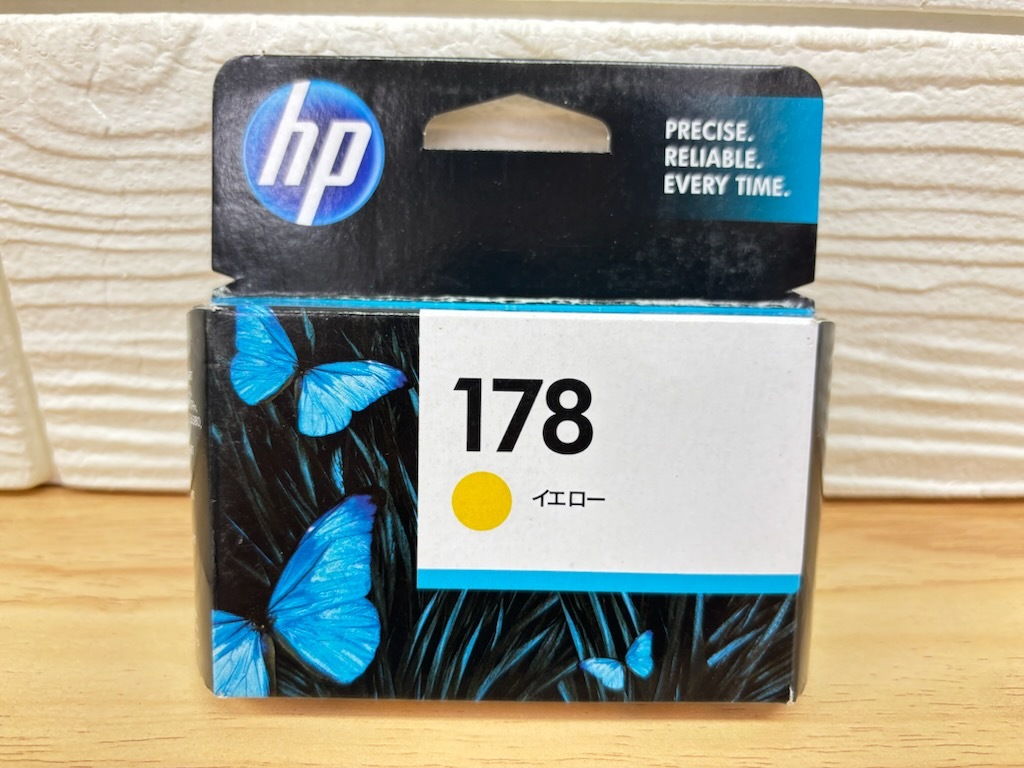 hp
PRECISE.
RELIABLE.
EVERY TIME.
178
イエロー